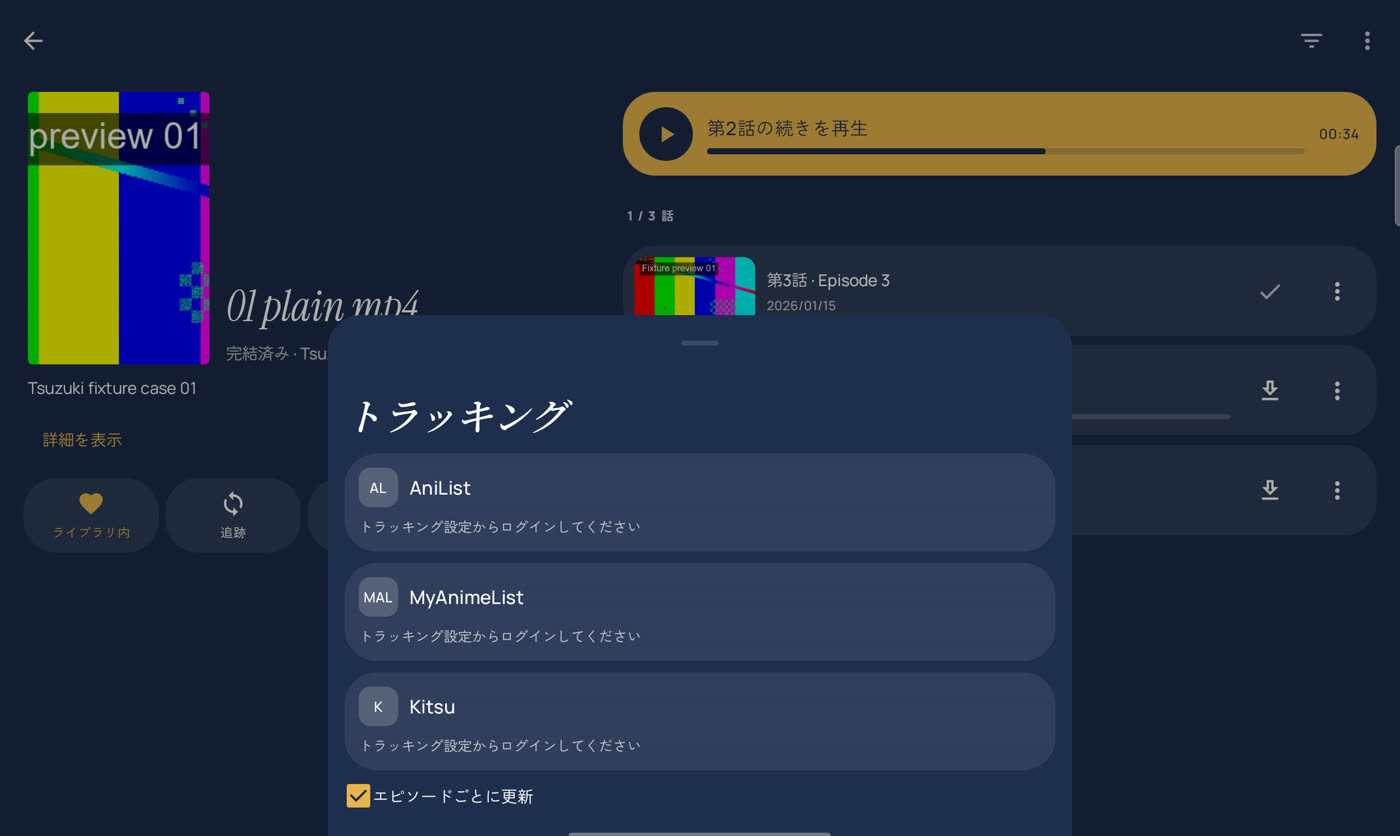 preview 01
01 plain mp4
完結済み · Tsu
Tsuzuki fixture case 01
詳細を表示
ライブラリ内
追跡
第2話の続きを再生
00:34
1 / 3 話
Fixture preview 01
第3話 · Episode 3
2026/01/15
トラッキング
AL
AniList
トラッキング設定からログインしてください
MAL
MyAnimeList
トラッキング設定からログインしてください
K
Kitsu
トラッキング設定からログインしてください
エピソードごとに更新